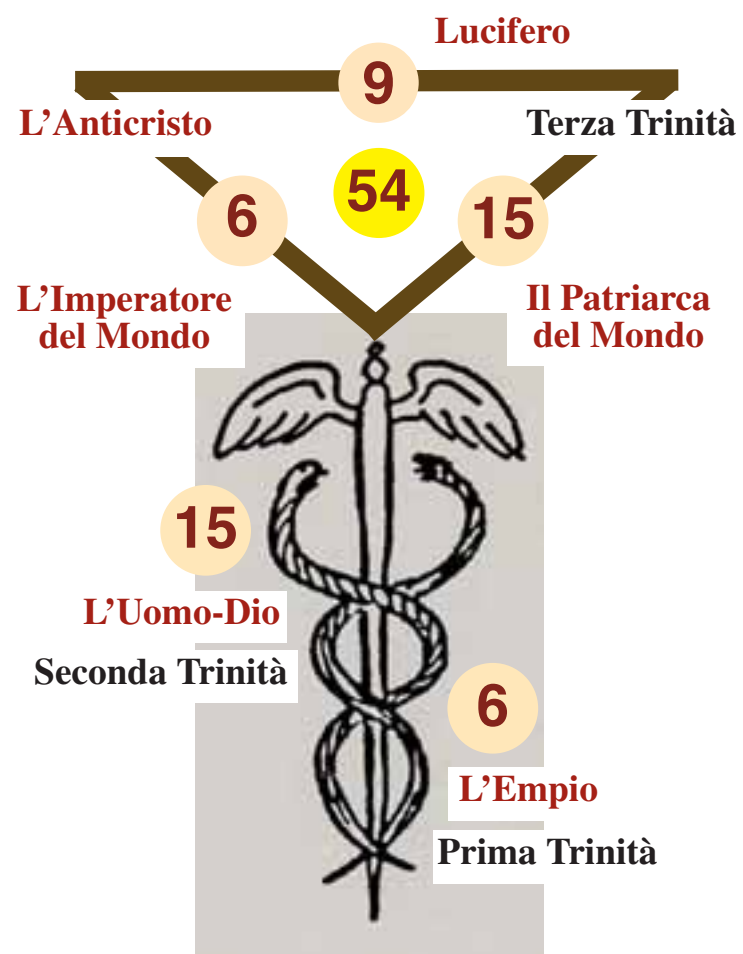 Lucifero
9
L’Anticristo
Terza Trinità
54
6
15
L’Imperatore
del Mondo
Il Patriarca
del Mondo
15
L’Uomo-Dio
Seconda Trinità
6
L’Empio
Prima Trinità